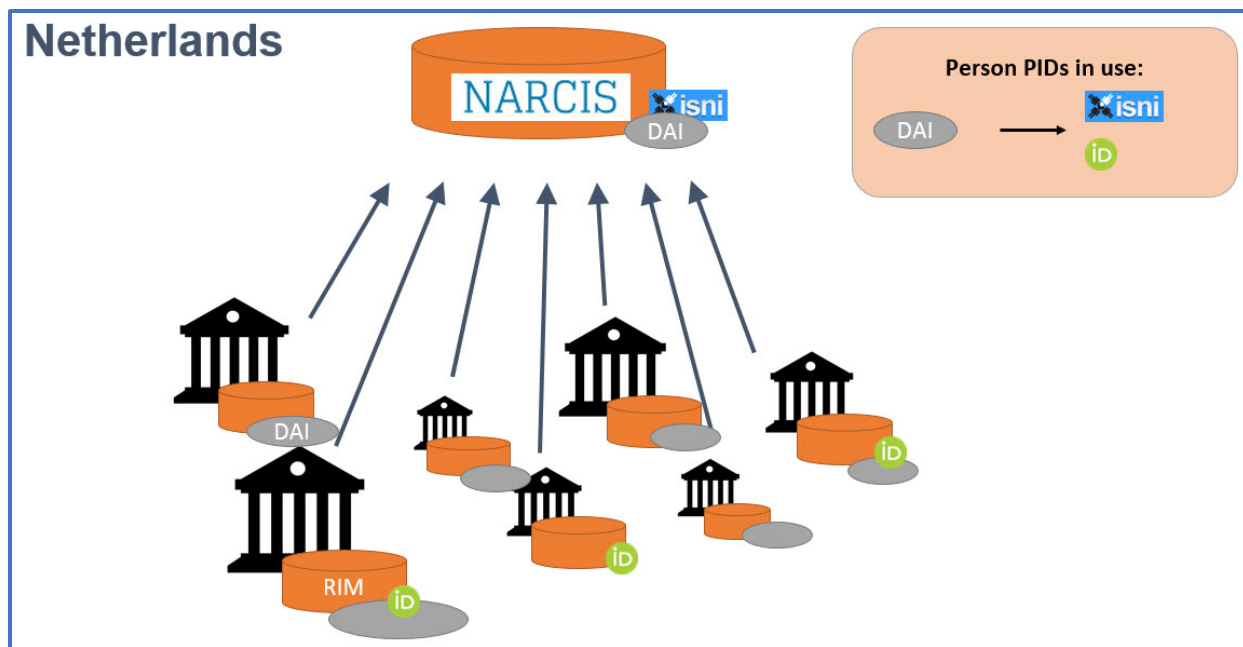 Netherlands
NARCIS
isni
DAI
Person PIDs in use:
DAI
isni
iD
DAI
iD
iD
RIM
iD